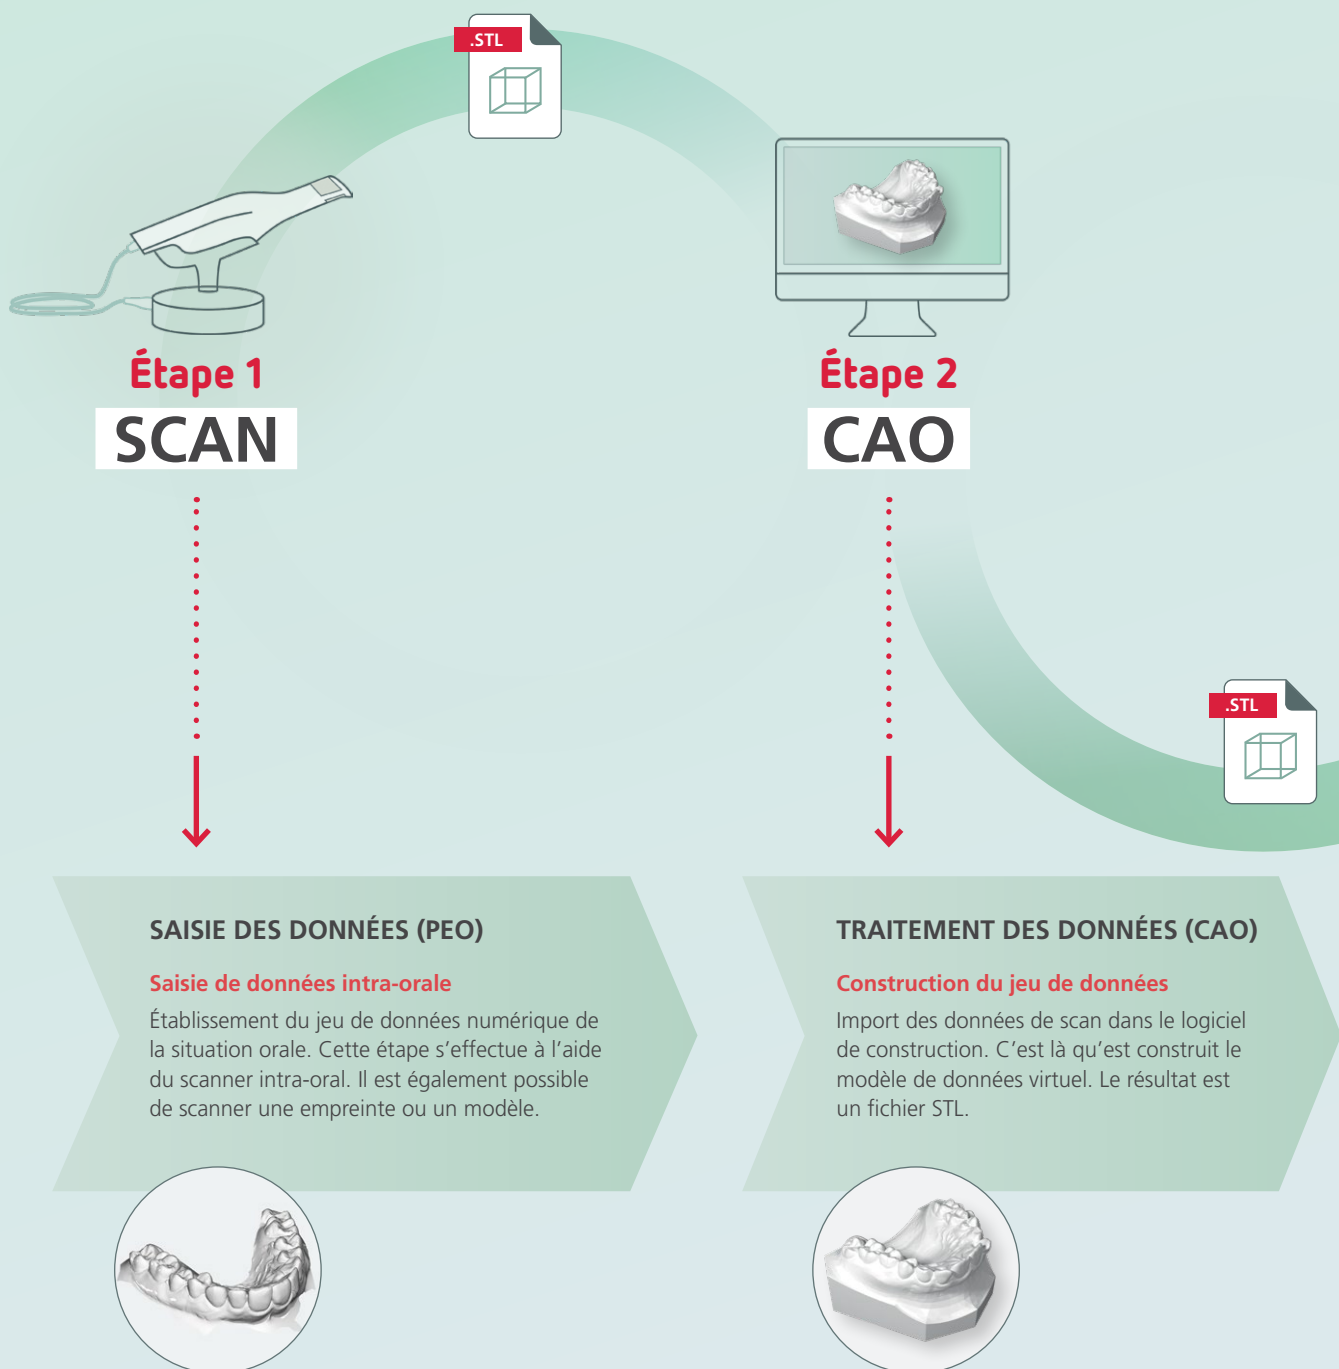 .STL
Étape 1
SCAN
Étape 2
CAO
.STL
SAISIE DES DONNÉES (PEO)
Saisie de données intra-orale
Établissement du jeu de données numérique de
la situation orale. Cette étape s’effectue à l’aide
du scanner intra-oral. Il est également possible
de scanner une empreinte ou un modèle.
TRAITEMENT DES DONNÉES (CAO)
Construction du jeu de données
Import des données de scan dans le logiciel
de construction. C’est là qu’est construit le
modèle de données virtuel. Le résultat est
un fichier STL.